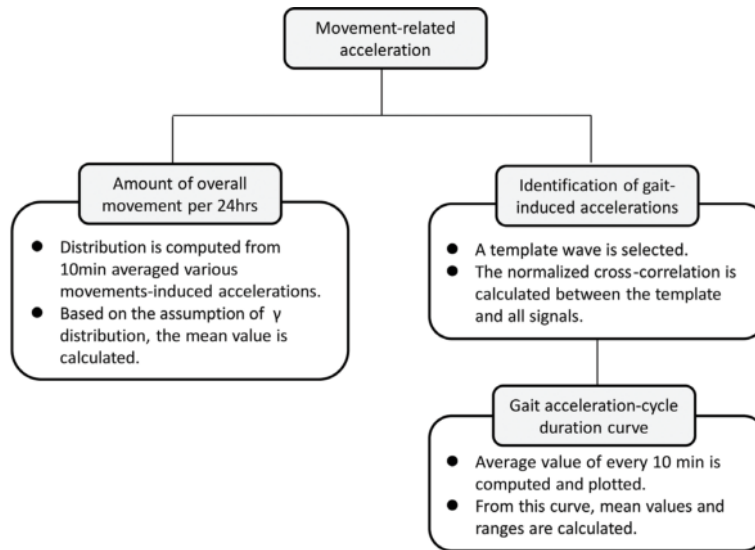 Movement-related
acceleration
Amount of overall
movement per 24hrs
● Distribution is computed from
10min averaged various
movements-induced accelerations.
● Based on the assumption of γ
distribution, the mean value is
calculated.
Identification of gait-
induced accelerations
● A template wave is selected.
● The normalized cross-correlation is
calculated between the template
and all signals.
Gait acceleration-cycle
duration curve
● Average value of every 10 min is
computed and plotted.
● From this curve, mean values and
ranges are calculated.